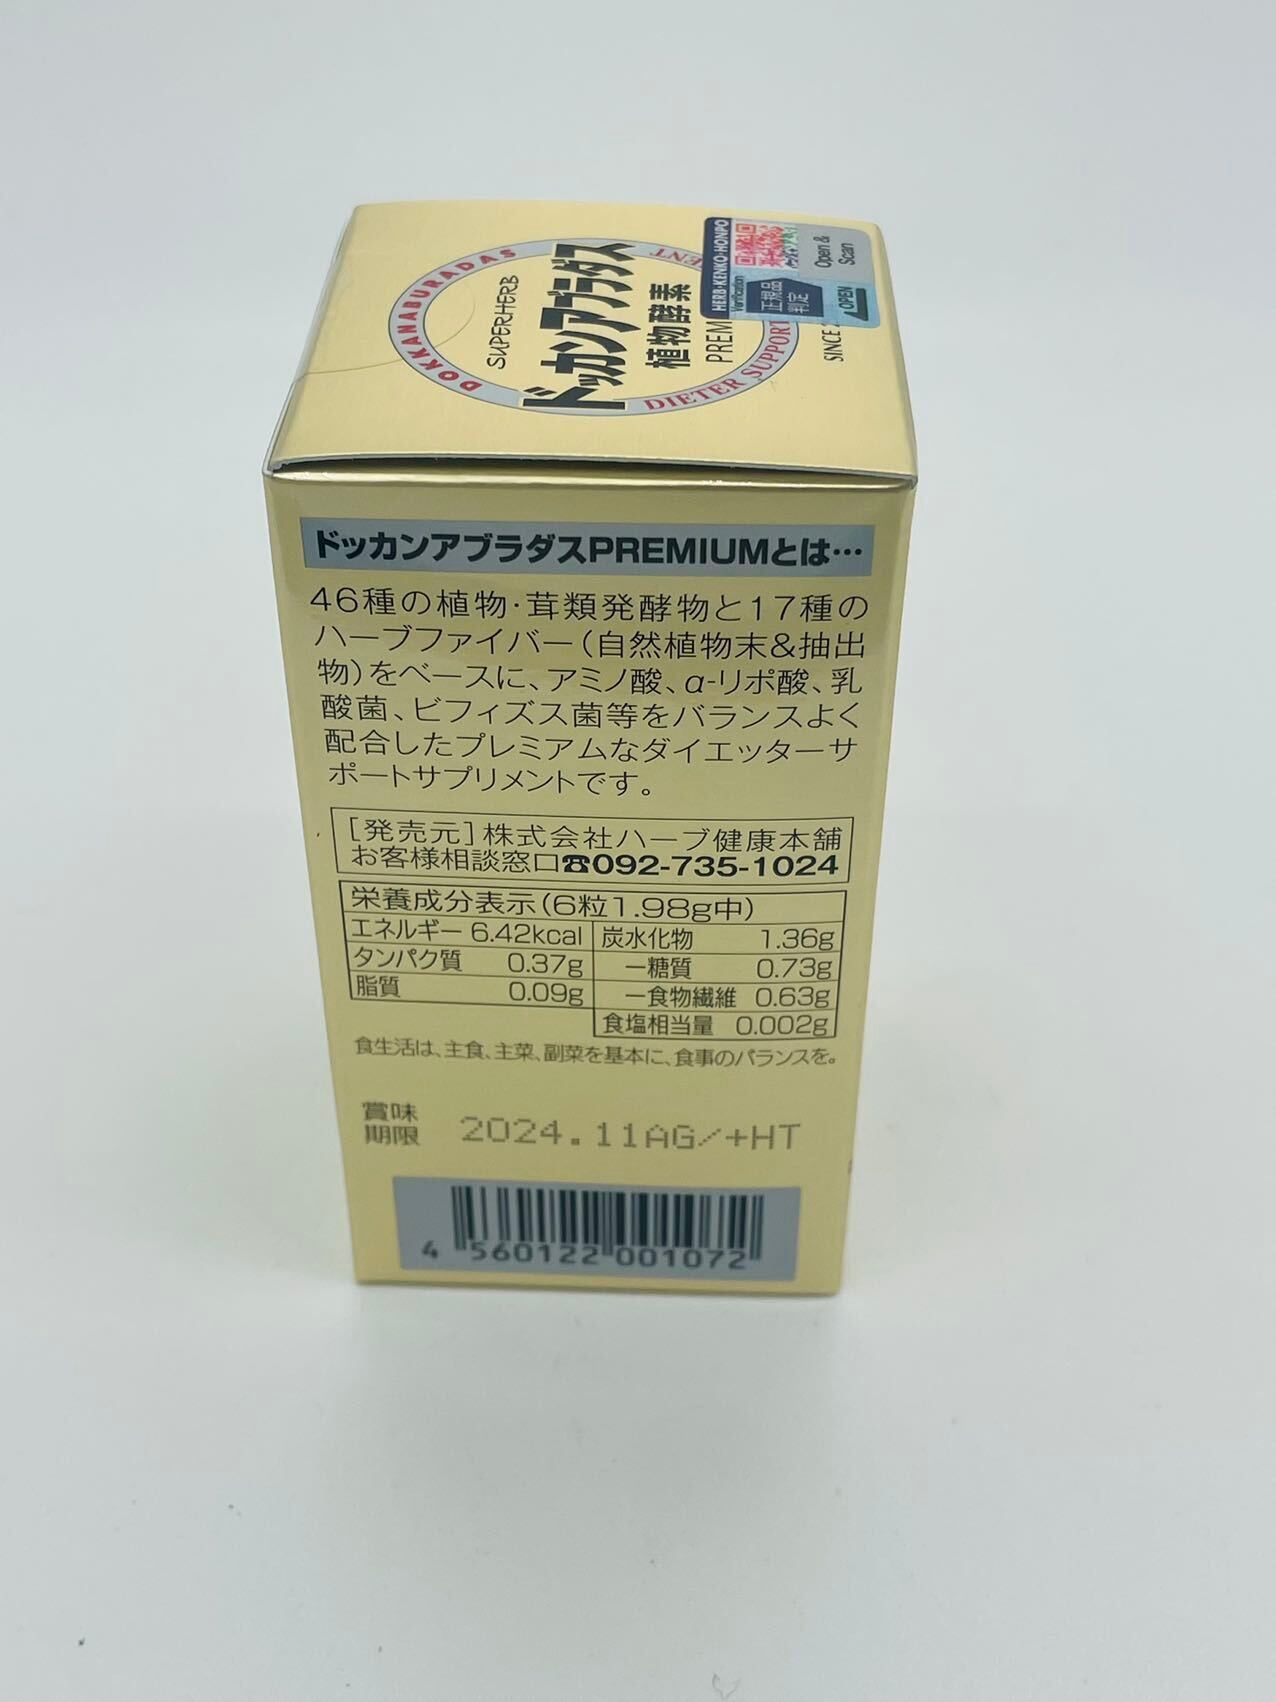 DOKKANABURADAS
SUPERHERB
ドッカンアブラダス
植物酵素
PREM
DIETER SUPPORT
ENT
SINCE 2
HERB-KENKO-HONPO
Verification
正規品
判定
Open &
Scan
OPEN
ドッカンアブラダスPREMIUMとは…
46種の植物・茸類発酵物と17種の
ハーブファイバー(自然植物末&抽出
物)をベースに、アミノ酸、α-リポ酸、乳
酸菌、ビフィズス菌等をバランスよく
配合したプレミアムなダイエッターサ
ポートサプリメントです。
[発売元]株式会社ハーブ健康本舗
お客様相談窓口☎092-735-1024
栄養成分表示(6粒1.98g中)
エネルギー 6.42kcal 炭水化物 1.36g
タンパク質 0.37g ー糖質 0.73g
脂質 0.09g ー食物繊維 0.63g
食塩相当量 0.002g
食生活は、主食、主菜、副菜を基本に、食事のバランスを。
賞味
期限 2024.11AG/+HT
4 560122 001072